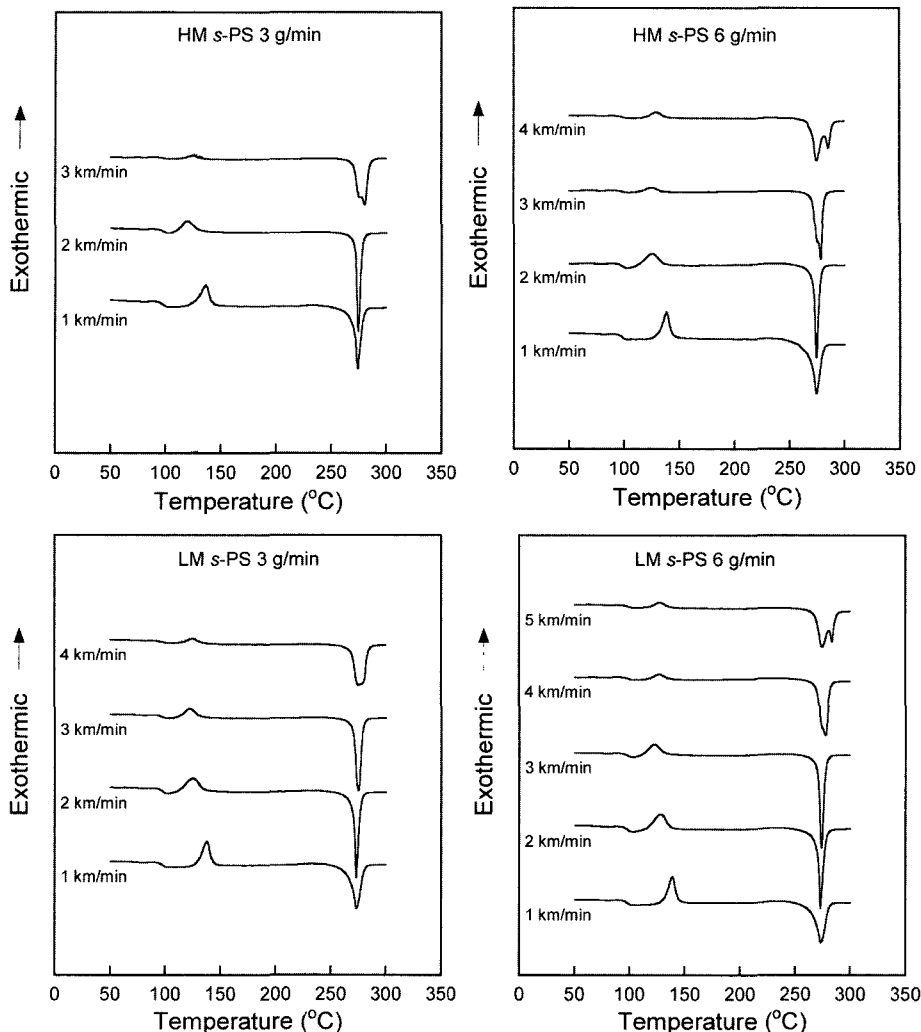 HM s-PS 3 g/min
Exothermic
3 km/min
2 km/min
1 km/min
0 50 100 150 200 250 300 350
Temperature (°C)
HM s-PS 6 g/min
Exothermic
4 km/min
3 km/min
2 km/min
1 km/min
0 50 100 150 200 250 300 350
Temperature (°C)
LM s-PS 3 g/min
Exothermic
4 km/min
3 km/min
2 km/min
1 km/min
0 50 100 150 200 250 300 350
Temperature (°C)
LM s-PS 6 g/min
Exothermic
5 km/min
4 km/min
3 km/min
2 km/min
1 km/min
0 50 100 150 200 250 300 350
Temperature (°C)